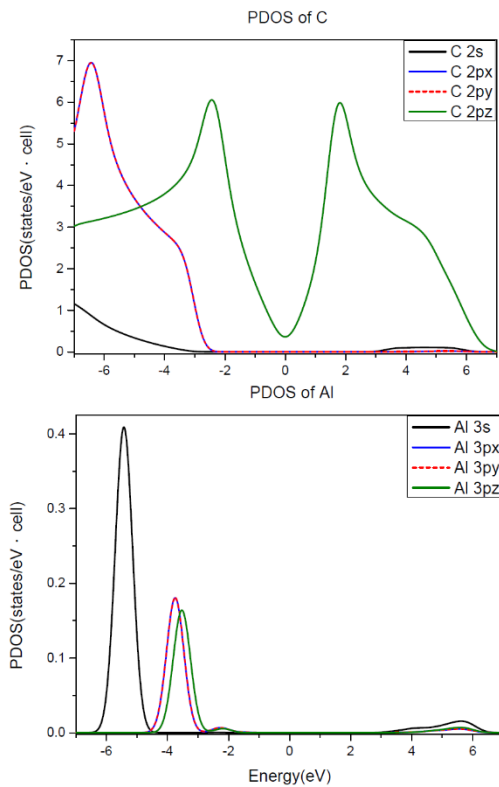 PDOS of C
C 2s
C 2px
C 2py
C 2pz
7
6
5
4
3
2
1
0
PDOS(states/eV · cell)
-6 -4 -2 0 2 4 6
PDOS of Al
Al 3s
Al 3px
Al 3py
Al 3pz
0.4
0.3
0.2
0.1
0.0
PDOS(states/eV · cell)
-6 -4 -2 0 2 4 6
Energy(eV)